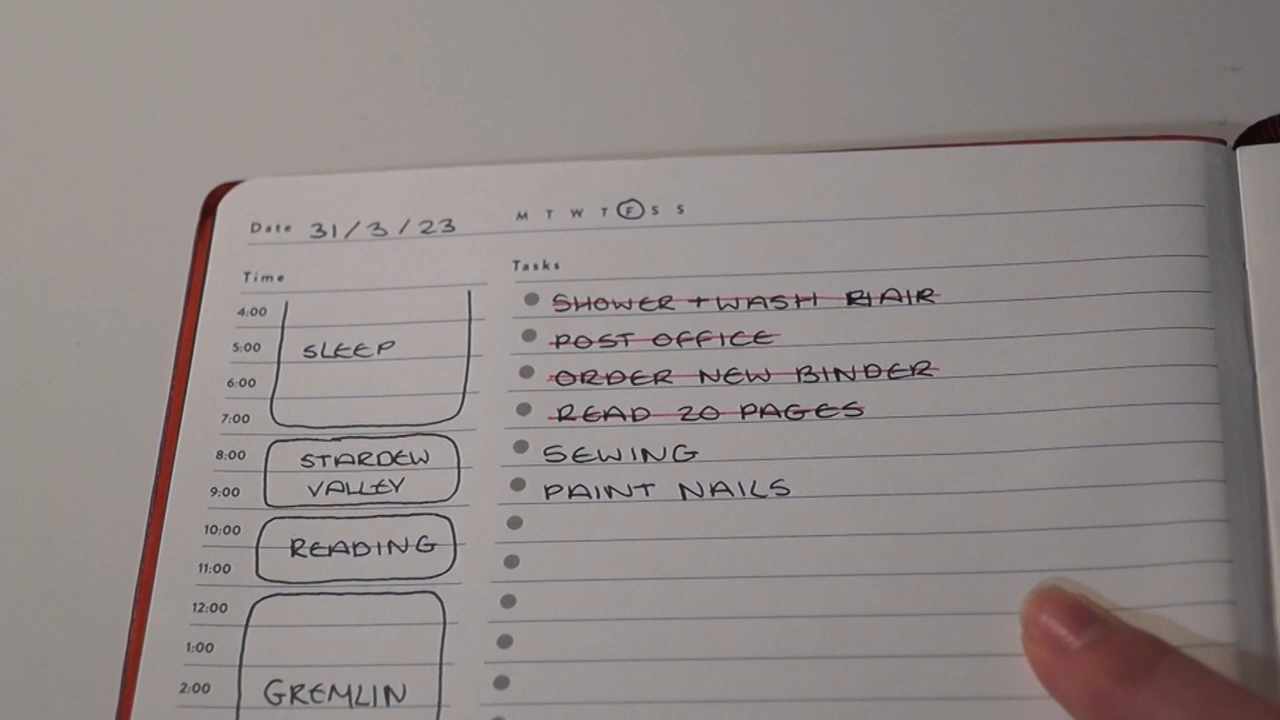 Date 31/3/23 M T W T F S S
Time
4:00
5:00 SLEEP
6:00
7:00
8:00 STARDEW
9:00 VALLEY
10:00 READING
11:00
12:00
1:00
2:00 GREMLIN
Tasks
SHOWER + WASH HAIR
POST OFFICE
ORDER NEW BINDER
READ 20 PAGES
SEWING
PAINT NAILS